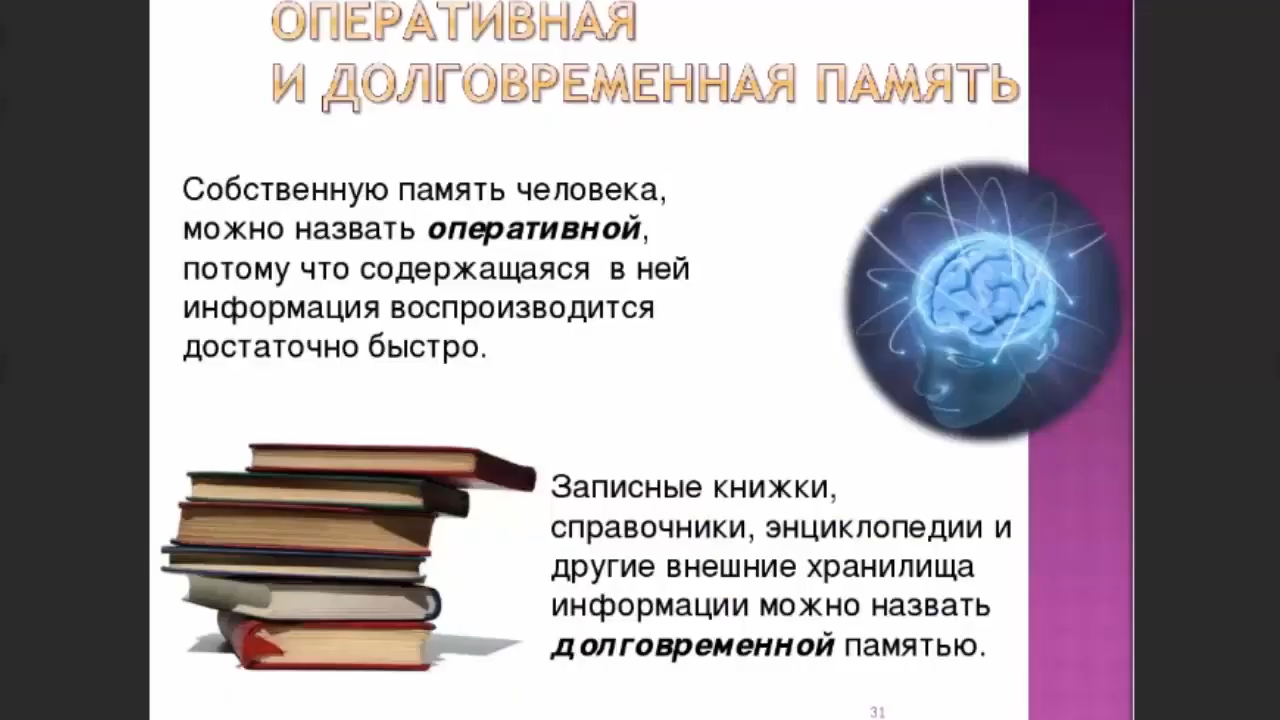 ОПЕРАТИВНАЯ
И ДОЛГОВРЕМЕННАЯ ПАМЯТЬ
Собственную память человека,
можно назвать оперативной,
потому что содержащаяся в ней
информация воспроизводится
достаточно быстро.
Записные книжки,
справочники, энциклопедии и
другие внешние хранилища
информации можно назвать
долговременной памятью.
31